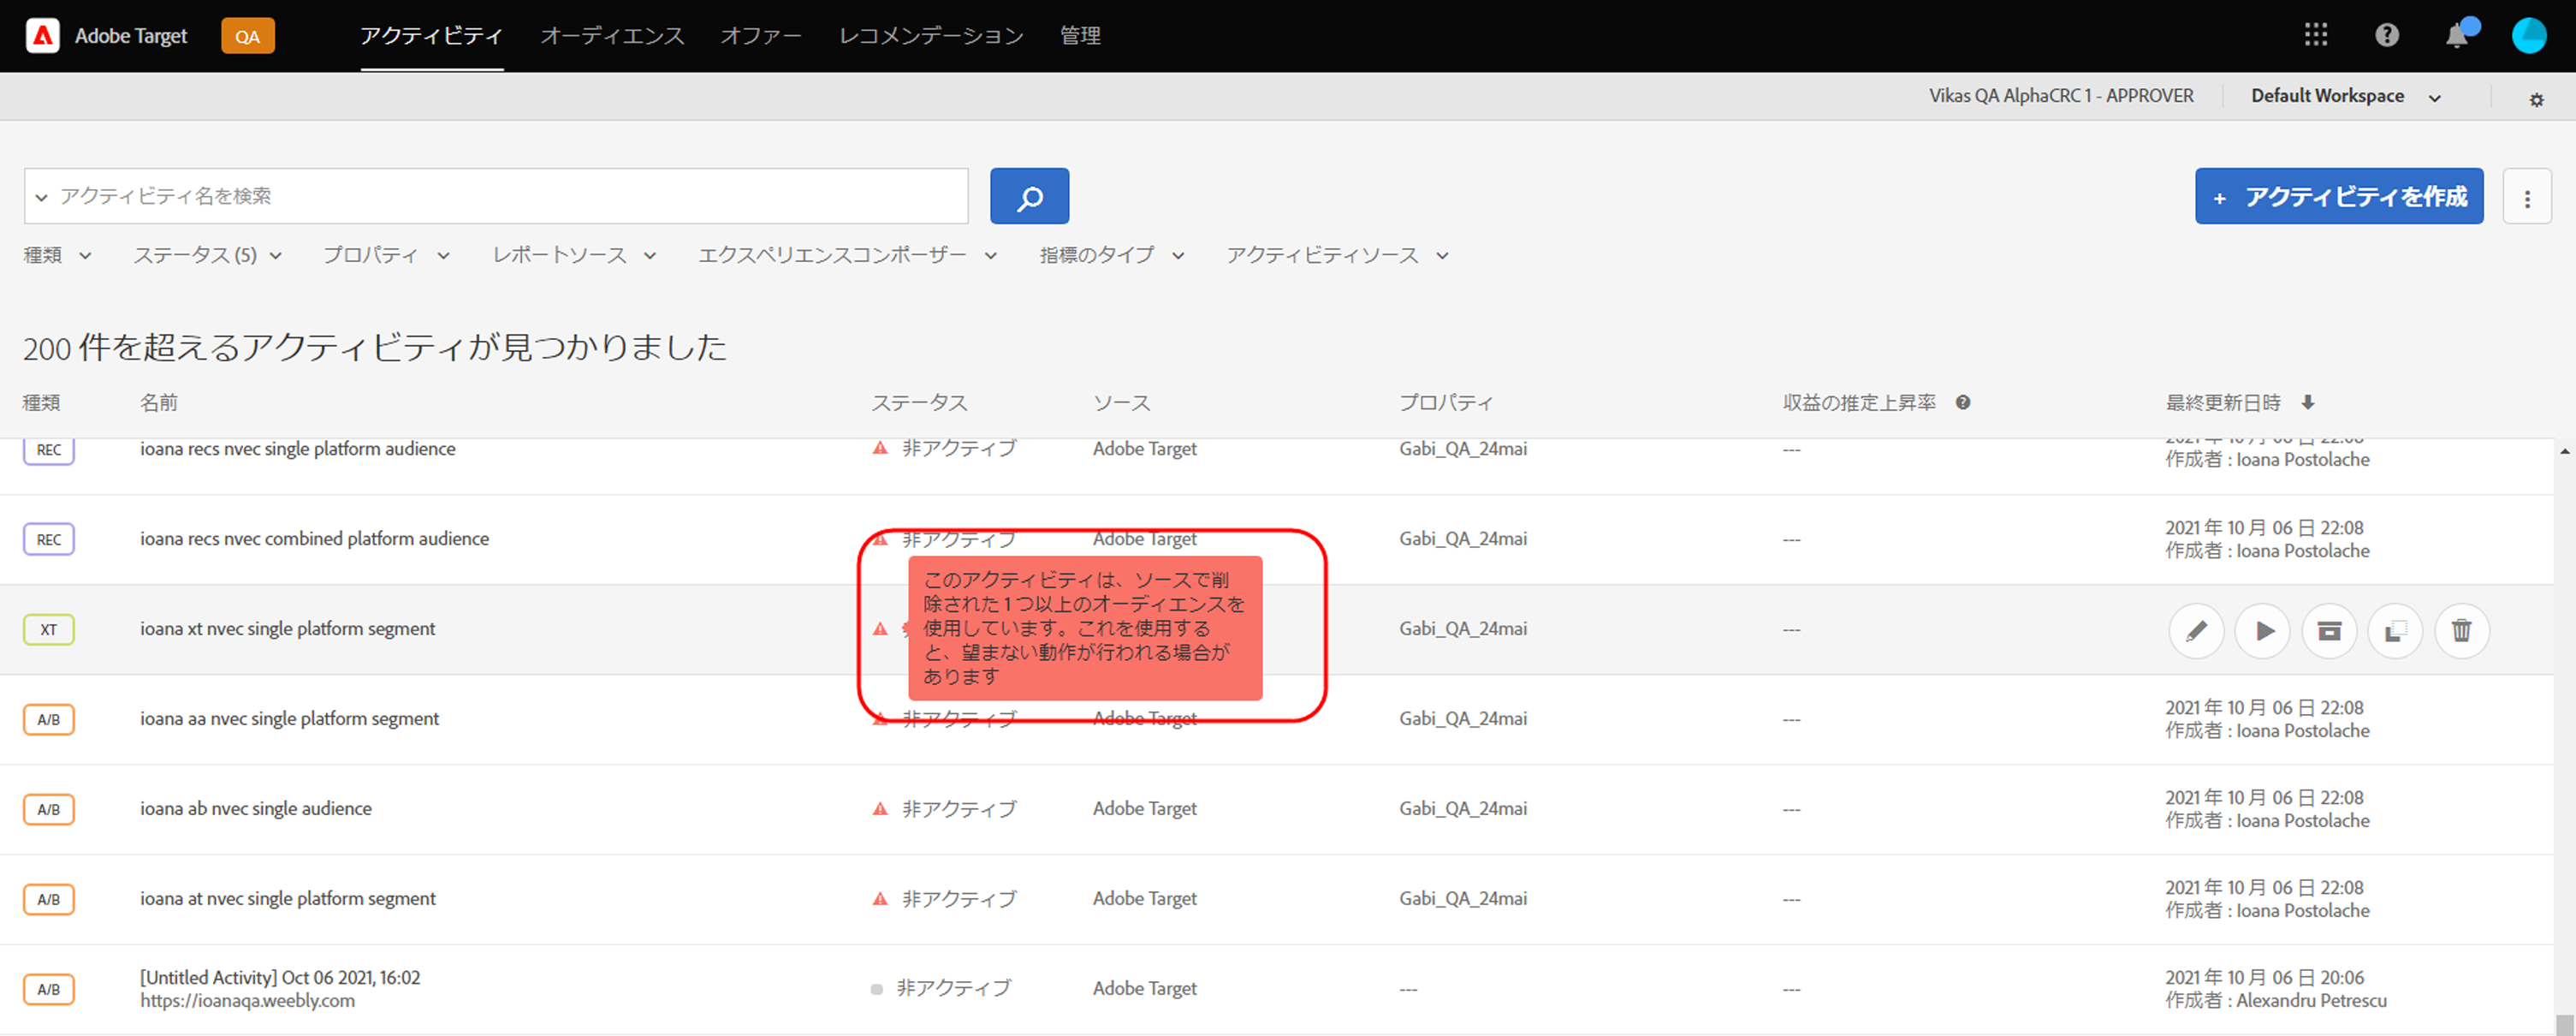 Adobe Target QA アクティビティ オーディエンス オファー レコメンデーション 管理
Vikas QA AlphaCRC 1 - APPROVER Default Workspace
アクティビティ名を検索
+ アクティビティを作成
種類 ステータス (5) プロパティ レポートソース エクスペリエンスコンポーザー 指標のタイプ アクティビティソース
200 件を超えるアクティビティが見つかりました
種類 名前 ステータス ソース プロパティ 収益の推定上昇率 最終更新日時
REC ioana recs nvec single platform audience 非アクティブ Adobe Target Gabi_QA_24mai --- 2021 年 10 月 06 日 22:08
作成者 : Ioana Postolache
REC ioana recs nvec combined platform audience 非アクティブ Adobe Target Gabi_QA_24mai --- 2021 年 10 月 06 日 22:08
作成者 : Ioana Postolache
XT ioana xt nvec single platform segment Gabi_QA_24mai ---
このアクティビティは、ソースで削
除された 1 つ以上のオーディエンスを
使用しています。これを使用する
と、望まない動作が行われる場合が
あります
A/B ioana aa nvec single platform segment 非アクティブ Adobe Target Gabi_QA_24mai --- 2021 年 10 月 06 日 22:08
作成者 : Ioana Postolache
A/B ioana ab nvec single audience 非アクティブ Adobe Target Gabi_QA_24mai --- 2021 年 10 月 06 日 22:08
作成者 : Ioana Postolache
A/B ioana at nvec single platform segment 非アクティブ Adobe Target Gabi_QA_24mai --- 2021 年 10 月 06 日 22:08
作成者 : Ioana Postolache
A/B [Untitled Activity] Oct 06 2021, 16:02 非アクティブ Adobe Target --- --- 2021 年 10 月 06 日 20:06
https://ioanaqa.weebly.com 作成者 : Alexandru Petrescu